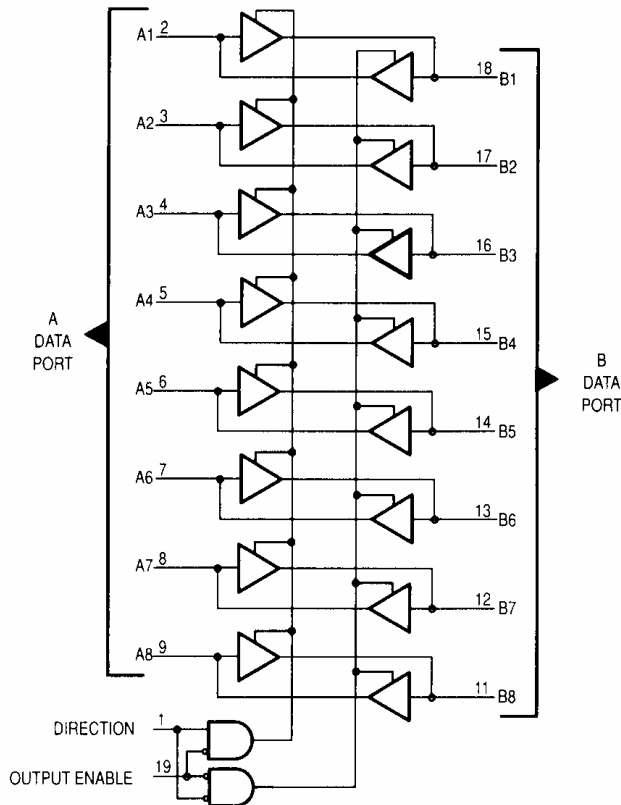 A1 2
18 B1
A2 3
17 B2
A3 4
16 B3
A4 5
15 B4
A
DATA
PORT
B
DATA
PORT
A5 6
14 B5
A6 7
13 B6
A7 8
12 B7
A8 9
11 B8
DIRECTION 1
OUTPUT ENABLE 19